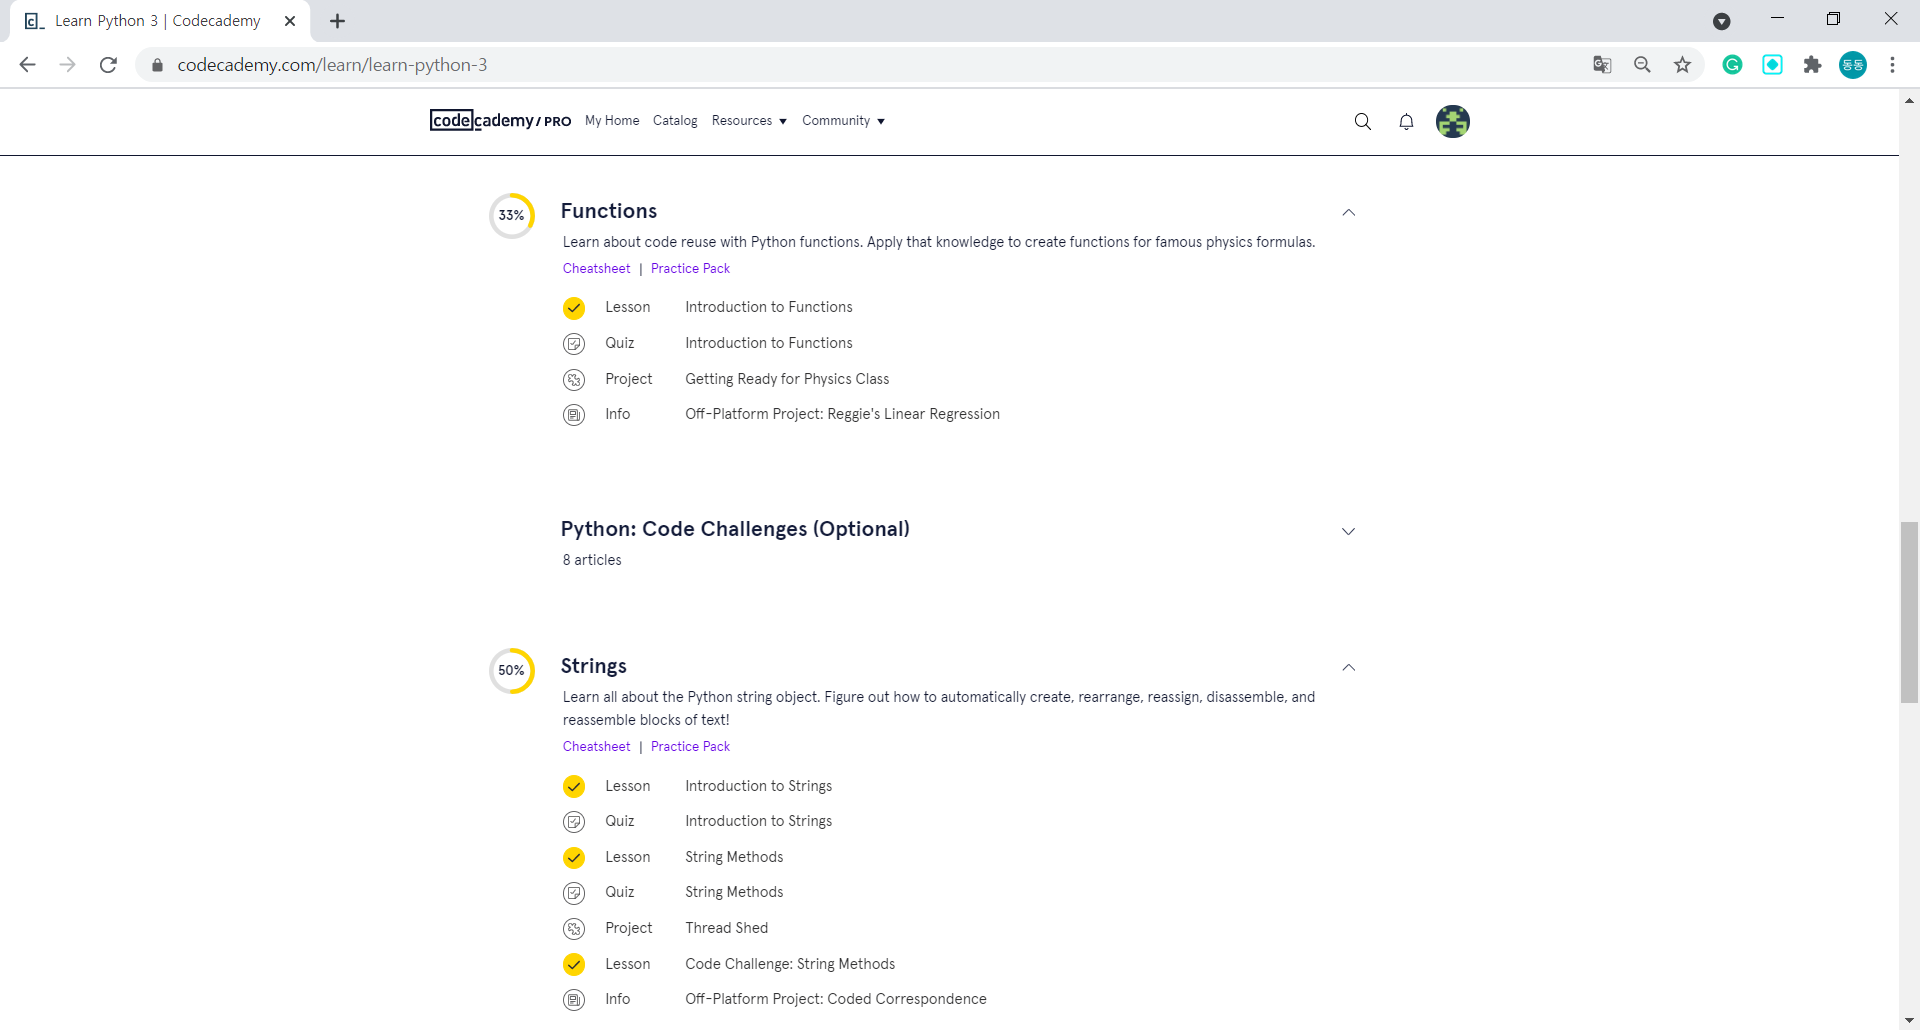 Learn Python 3 | Codecademy
codecademy.com/learn/learn-python-3
동동
codecademy / PRO My Home Catalog Resources Community
33% Functions
Learn about code reuse with Python functions. Apply that knowledge to create functions for famous physics formulas.
Cheatsheet | Practice Pack
Lesson Introduction to Functions
Quiz Introduction to Functions
Project Getting Ready for Physics Class
Info Off-Platform Project: Reggie's Linear Regression
Python: Code Challenges (Optional)
8 articles
50% Strings
Learn all about the Python string object. Figure out how to automatically create, rearrange, reassign, disassemble, and
reassemble blocks of text!
Cheatsheet | Practice Pack
Lesson Introduction to Strings
Quiz Introduction to Strings
Lesson String Methods
Quiz String Methods
Project Thread Shed
Lesson Code Challenge: String Methods
Info Off-Platform Project: Coded Correspondence